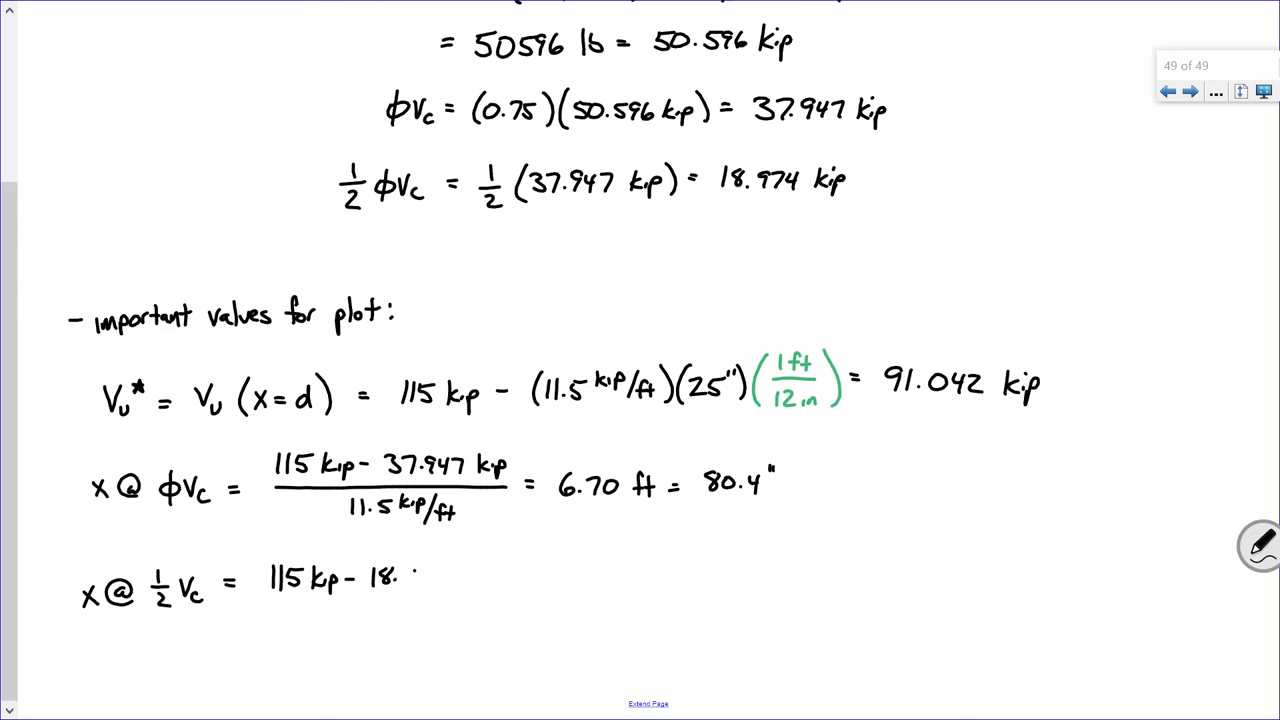 = 50596 lb = 50.596 kip
49 of 49
ϕVc = (0.75)(50.596 kip) = 37.947 kip
1/2 ϕVc = 1/2 (37.947 kip) = 18.974 kip
- important values for plot:
Vu* = Vu (x=d) = 115 kip - (11.5 kip/ft)(25")(1ft/12in) = 91.042 kip
x @ ϕVc = (115 kip - 37.947 kip)/(11.5 kip/ft) = 6.70 ft = 80.4"
x @ 1/2 Vc = 115 kip - 18.
Extend Page